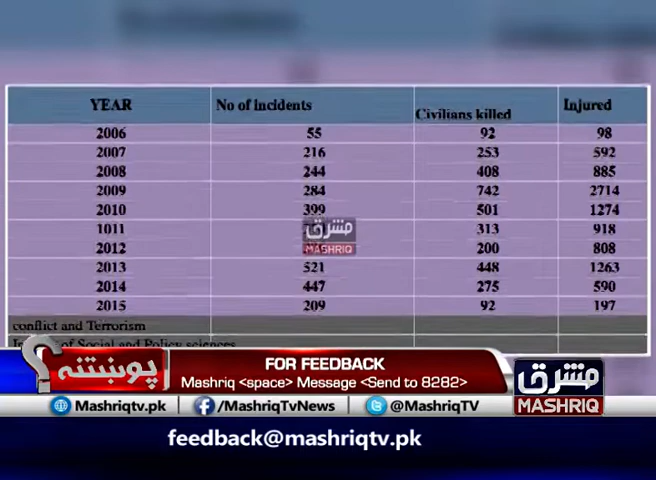 YEAR No of incidents Civilians killed Injured
2006 55 92 98
2007 216 253 592
2008 244 408 885
2009 284 742 2714
2010 399 501 1274
1011 313 918
مشرق
MASHRIQ
2012 200 808
2013 521 448 1263
2014 447 275 590
2015 209 92 197
conflict and Terrorism
of Social and Policy sciences
پوښتنه؟
FOR FEEDBACK
Mashriq <space> Message <Send to 8282>
مشرق
MASHRIQ
Mashriqtv.pk /MashriqTvNews @MashriqTV
feedback@mashriqtv.pk